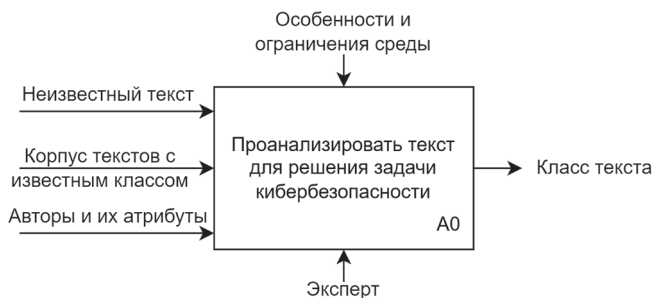 Особенности и
ограничения среды
Неизвестный текст
Корпус текстов с
известным классом
Авторы и их атрибуты
Проанализировать текст
для решения задачи
кибербезопасности
A0
Класс текста
Эксперт